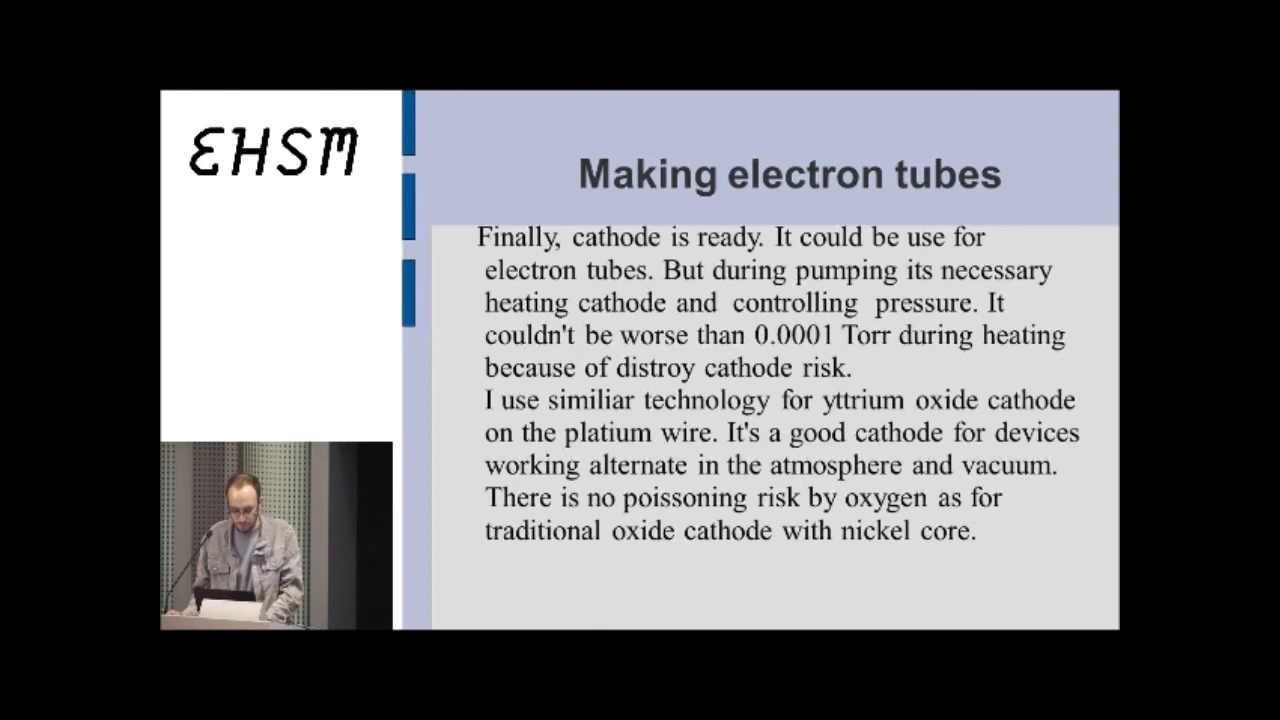 EHSM
Making electron tubes
Finally, cathode is ready. It could be use for
electron tubes. But during pumping its necessary
heating cathode and controlling pressure. It
couldn't be worse than 0.0001 Torr during heating
because of distroy cathode risk.
I use similiar technology for yttrium oxide cathode
on the platium wire. It's a good cathode for devices
working alternate in the atmosphere and vacuum.
There is no poissoning risk by oxygen as for
traditional oxide cathode with nickel core.